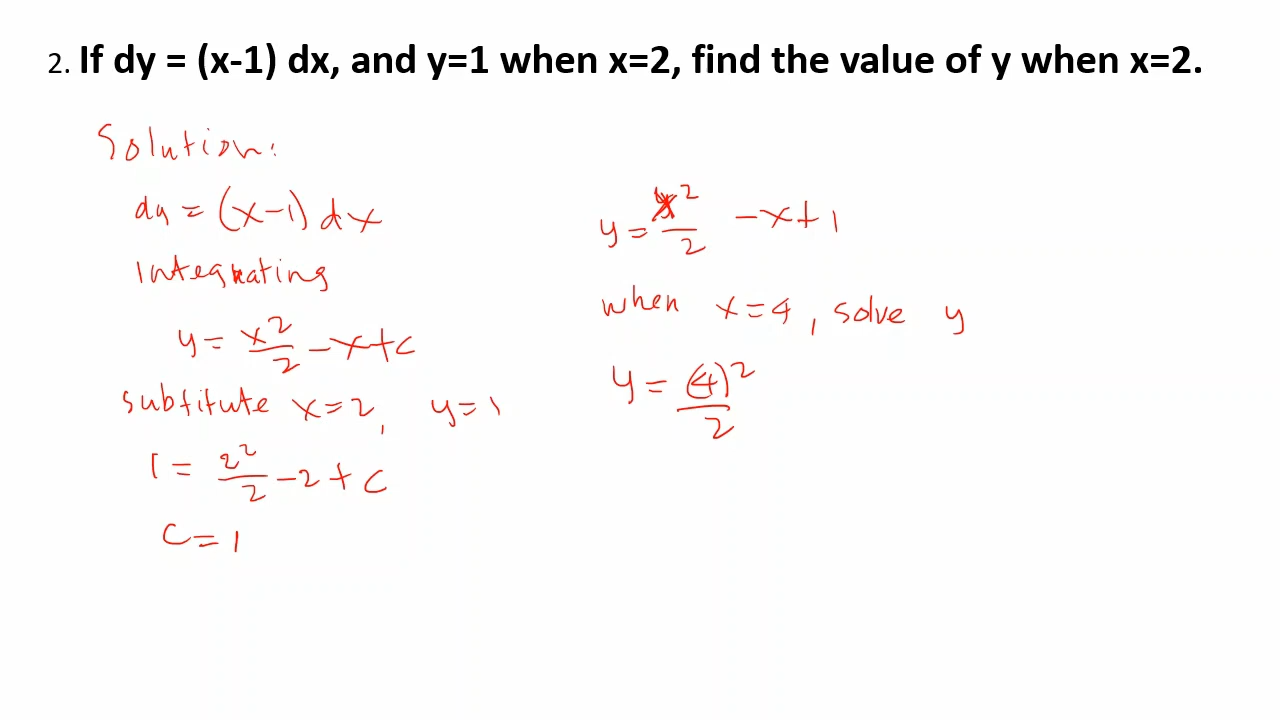 2. If dy = (x-1) dx, and y=1 when x=2, find the value of y when x=2.
Solution:
dy = (x-1) dx
integrating
y = x²/2 - x + c
subtitute x=2, y=1
1 = 2²/2 - 2 + c
c = 1
y = x²/2 - x + 1
when x=4, solve y
y = (4)²/2